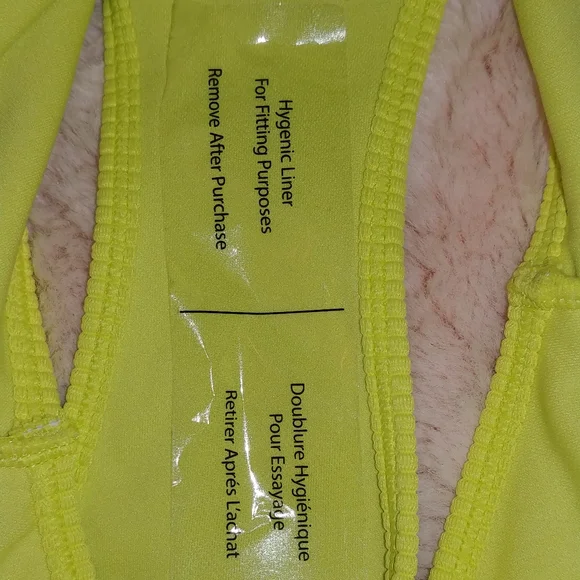 Hygenic Liner
For Fitting Purposes
Remove After Purchase
Doublure Hygiénique
Pour Essayage
Retirer Aprés L'achat